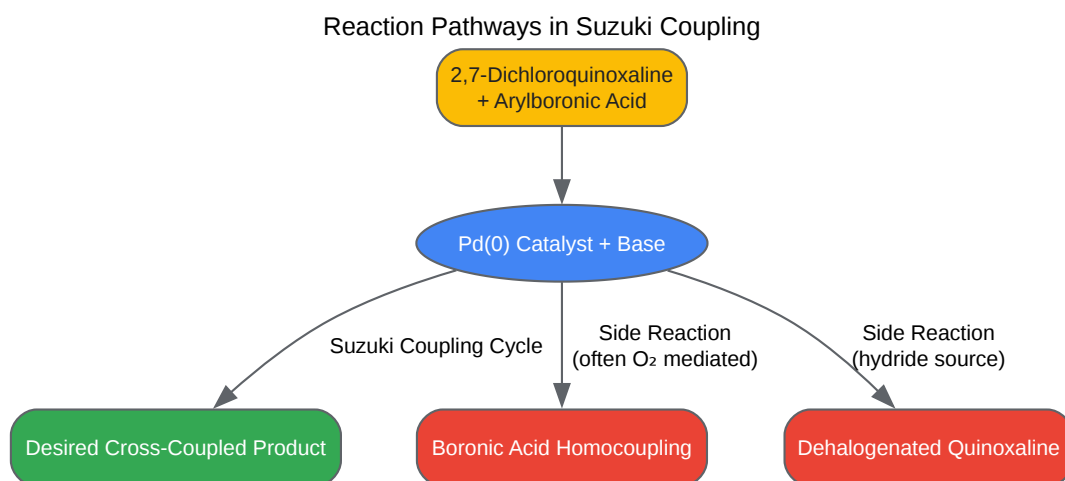 Reaction Pathways in Suzuki Coupling
2,7-Dichloroquinoxaline
+ Arylboronic Acid
Pd(0) Catalyst + Base
Suzuki Coupling Cycle
Side Reaction
(often O₂ mediated)
Side Reaction
(hydride source)
Desired Cross-Coupled Product
Boronic Acid Homocoupling
Dehalogenated Quinoxaline